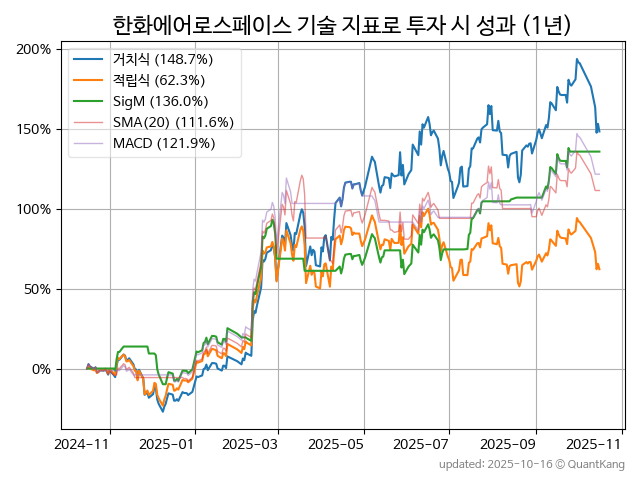 한화에어로스페이스 기술 지표로 투자 시 성과 (1년)
200%
150%
100%
50%
0%
거치식 (148.7%)
적립식 (62.3%)
SigM (136.0%)
SMA(20) (111.6%)
MACD (121.9%)
2024-11 2025-01 2025-03 2025-05 2025-07 2025-09 2025-11
updated: 2025-10-16 © QuantKang